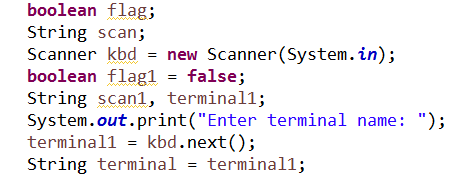 boolean flag;
String scan;
Scanner kbd = new Scanner(System.in);
boolean flag1 = false;
String scan1, terminal1;
System.out.print("Enter terminal name: ");
terminal1 = kbd.next();
String terminal = terminal1;